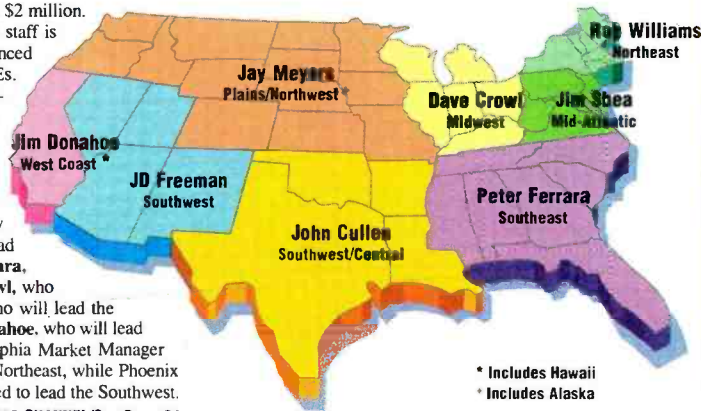 $2 million.
staff is
nced
Es.
Rob Williams
Northeast
Jay Meyers
Plains/Northwest *
Dave Crowl
Midwest
Jim Shea
Mid-Atlantic
Jim Donahoe
West Coast *
JD Freeman
Southwest
Peter Ferrara
Southeast
John Cullen
Southwest/Central
ad
ara,
wl, who
ho will lead the
nahoe, who will lead
phia Market Manager
Northeast, while Phoenix
ed to lead the Southwest.
* Includes Hawaii
* Includes Alaska